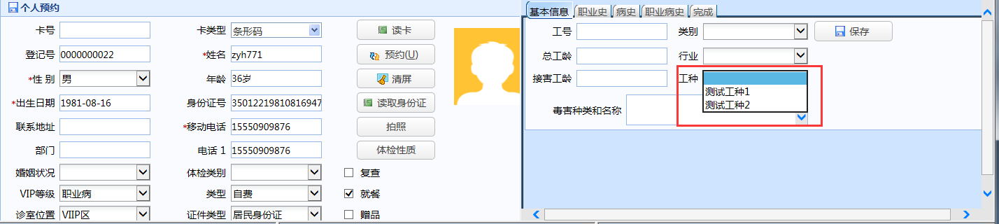 个人预约
卡号
卡类型 条形码
读卡
登记号 0000000022
*姓名 zyh771
预约(U)
*性 别 男
年龄 36岁
清屏
*出生日期 1981-08-16
身份证号 35012219810816947
读取身份证
联系地址
*移动电话 15550909876
拍照
部门
电话 1 15550909876
体检性质
婚姻状况
体检类别
复查
VIP等级 职业病
类型 自费
就餐
诊室位置 VIIP区
证件类型 居民身份证
赠品
基本信息 职业史 病史 职业病史 完成
工号
类别
保存
总工龄
行业
接害工龄
工种
测试工种1
测试工种2
毒害种类和名称